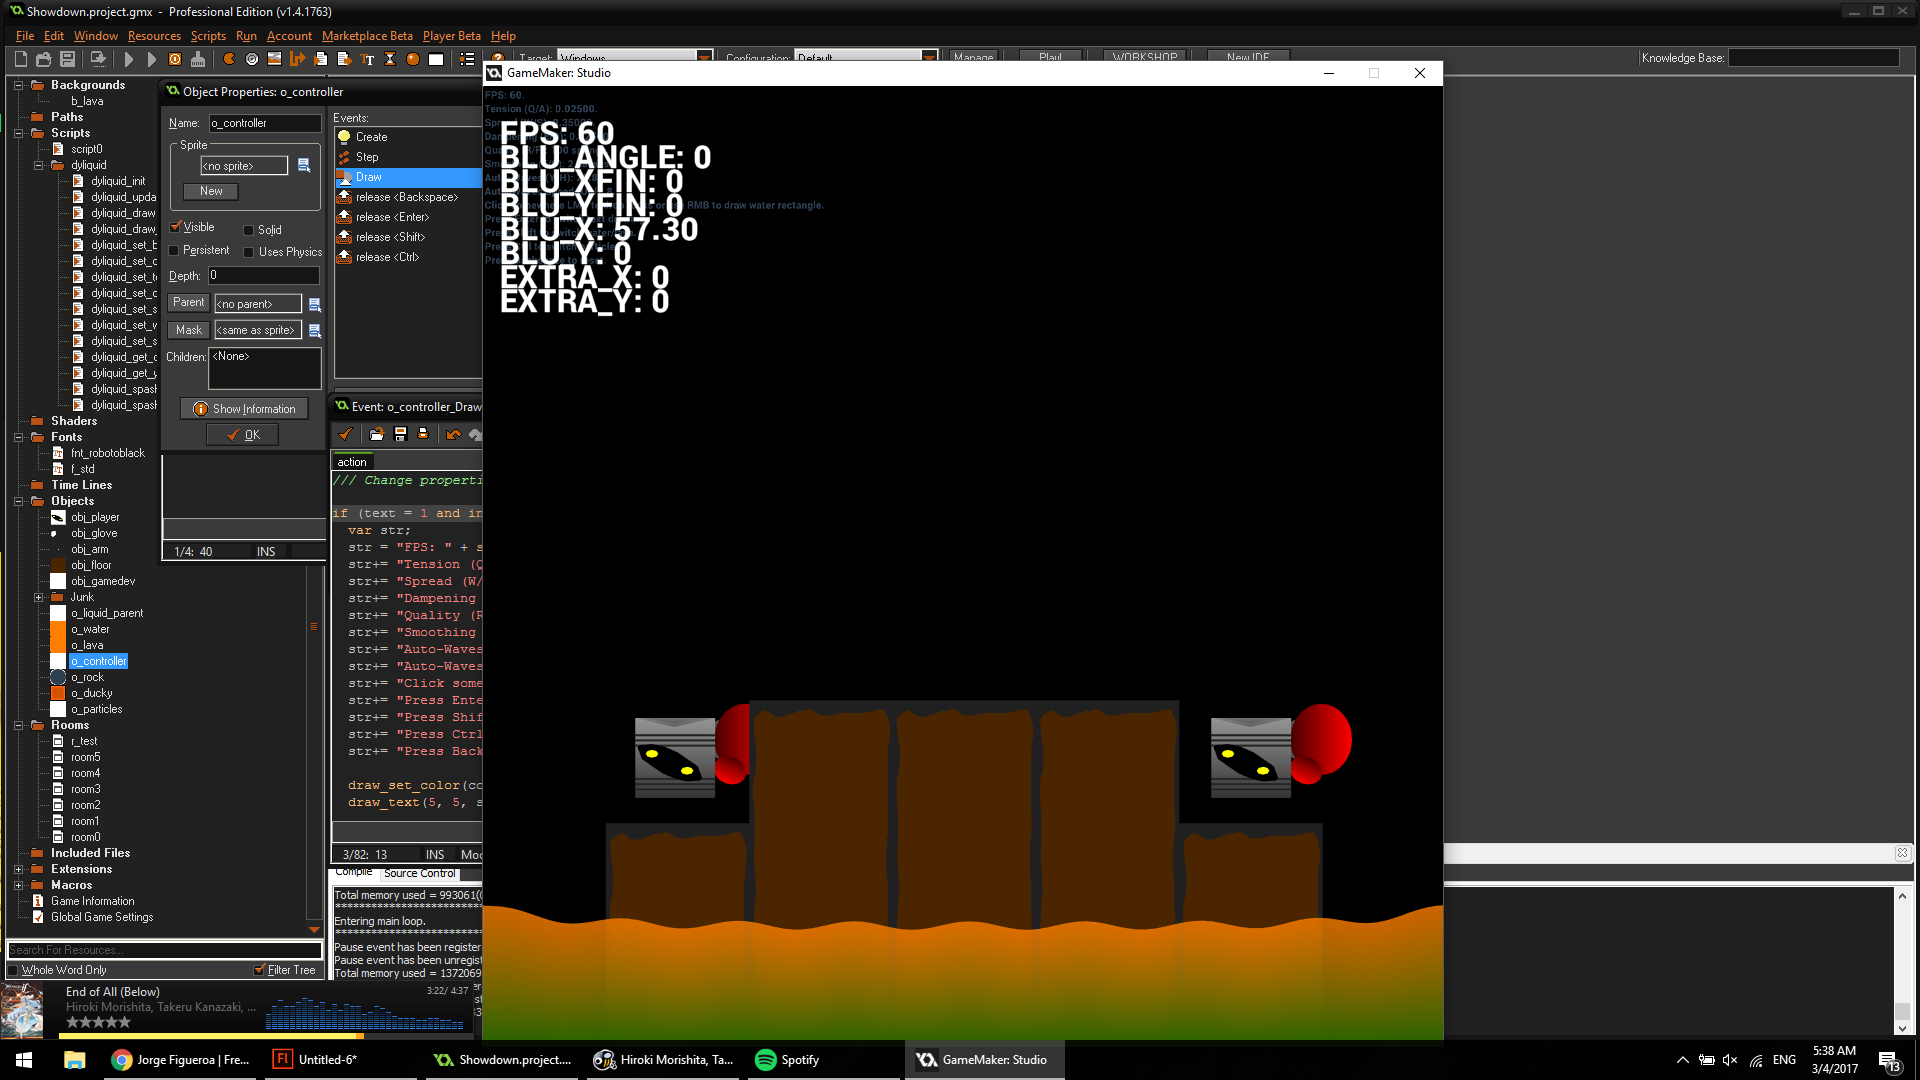 Showdown.project.gmx - Professional Edition (v1.4.1763)
File Edit Window Resources Scripts Run Account Marketplace Beta Player Beta Help
Target: Windows Configuration: Default Manage Play! WORKSHOP New IDE
Knowledge Base:
Backgrounds
b_lava
Paths
Scripts
script0
dyliquid
dyliquid_init
dyliquid_upda
dyliquid_draw
dyliquid_draw_
dyliquid_set_b
dyliquid_set_c
dyliquid_set_s
dyliquid_set_t
dyliquid_set_c
dyliquid_set_s
dyliquid_set_w
dyliquid_set_s
dyliquid_get_c
dyliquid_get_y
dyliquid_spash
dyliquid_spash
Shaders
Fonts
fnt_robotoblack
f_std
Time Lines
Objects
obj_player
obj_glove
obj_arm
obj_floor
obj_gamedev
Junk
o_liquid_parent
o_water
o_lava
o_controller
o_rock
o_ducky
o_particles
Rooms
r_test
room5
room4
room3
room2
room1
room0
Included Files
Extensions
Macros
Game Information
Global Game Settings
Search For Resources...
Whole Word Only Filter Tree
Object Properties: o_controller
Name: o_controller
Sprite
<no sprite>
New
Visible Solid
Persistent Uses Physics
Depth: 0
Parent <no parent>
Mask <same as sprite>
Children: <None>
Show Information
OK
1/4: 40 INS
Events:
Create
Step
Draw
release <Backspace>
release <Enter>
release <Shift>
release <Ctrl>
Event: o_controller_Draw
action
/// Change properti
if (text = 1 and in
var str;
str = "FPS: " + s
str+= "Tension (Q
str+= "Spread (W/
str+= "Dampening
str+= "Quality (R
str+= "Smoothing
str+= "Auto-Waves
str+= "Auto-Waves
str+= "Click some
str+= "Press Ente
str+= "Press Shif
str+= "Press Ctrl
str+= "Press Back
draw_set_color(co
draw_text(5, 5, s
3/82: 13 INS Mod
Compile Source Control
Total memory used = 993061(
Entering main loop.
Pause event has been register
Pause event has been unregist
Total memory used = 1372069
GameMaker: Studio
FPS: 60.
Tension (Q/A): 0.02500.
FPS: 60
BLU_ANGLE: 0
BLU_XFIN: 0
BLU_YFIN: 0
RMB to draw water rectangle.
BLU_X: 57.30
BLU_Y: 0
EXTRA_X: 0
EXTRA_Y: 0
End of All (Below)
3:22/ 4:37
Hiroki Morishita, Takeru Kanazaki, ...
Jorge Figueroa | Fre...
Untitled-6*
Showdown.project....
Hiroki Morishita, Ta...
Spotify
GameMaker: Studio
ENG
5:38 AM
3/4/2017
13